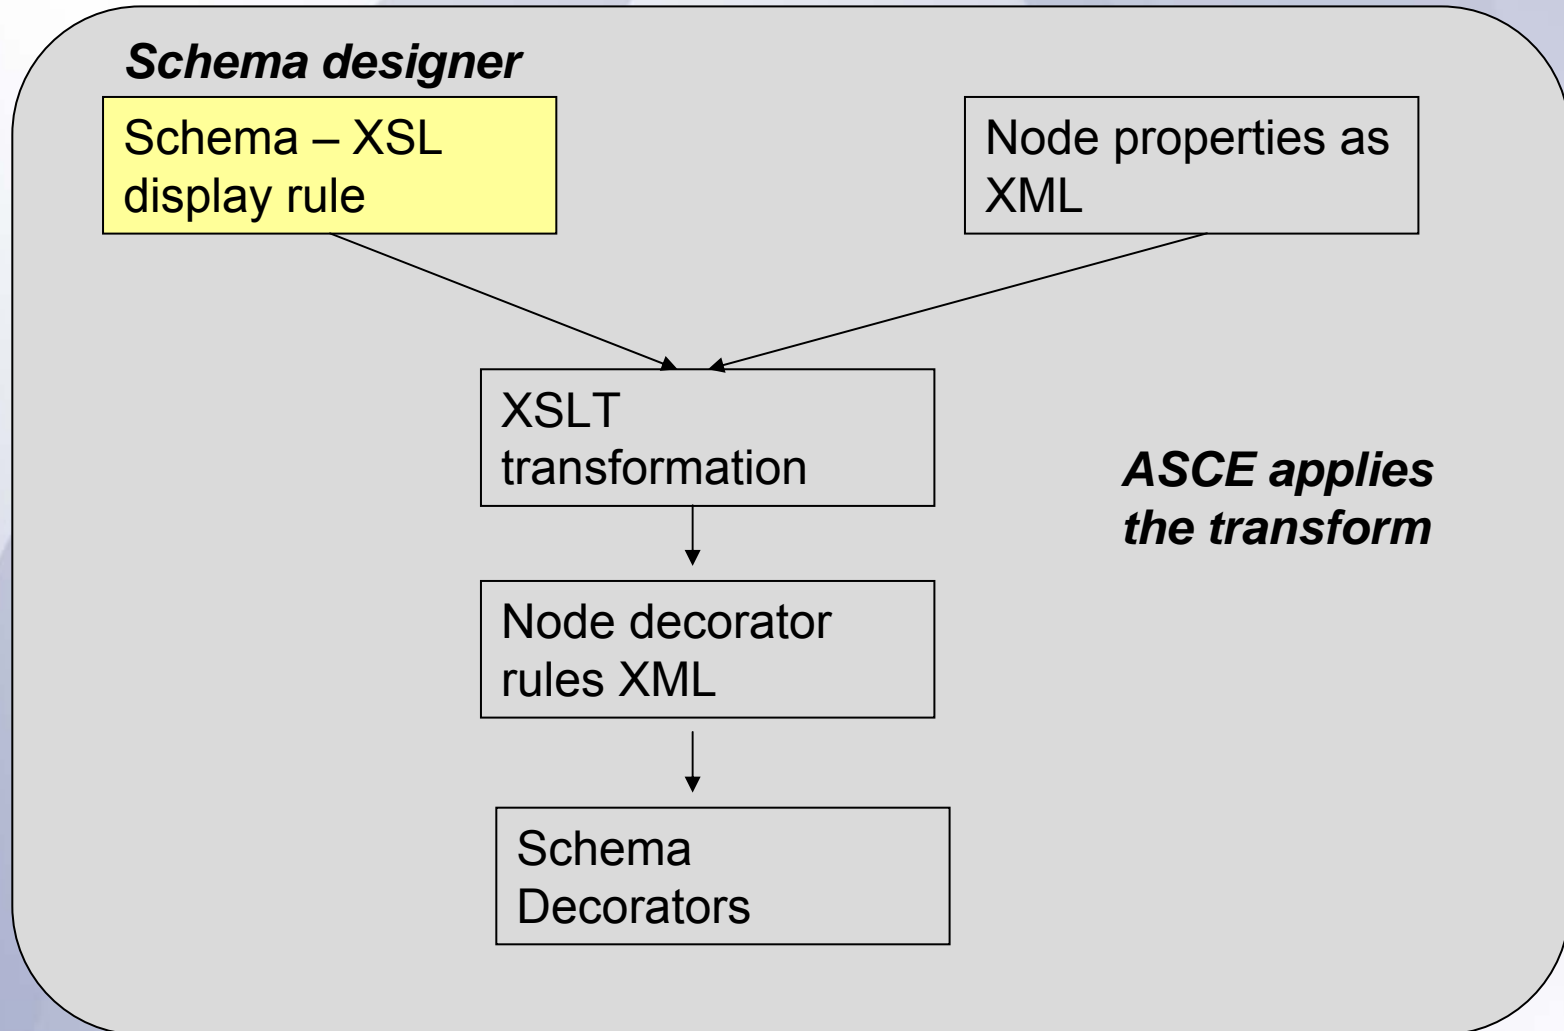 Schema designer
Schema – XSL
display rule
Node properties as
XML
XSLT
transformation
ASCE applies
the transform
Node decorator
rules XML
Schema
Decorators